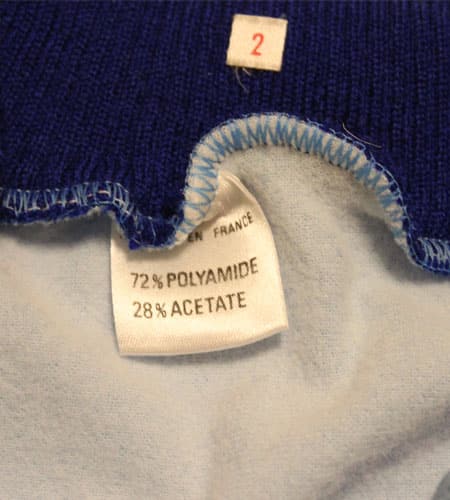 2
EN FRANCE
72% POLYAMIDE
28% ACETATE